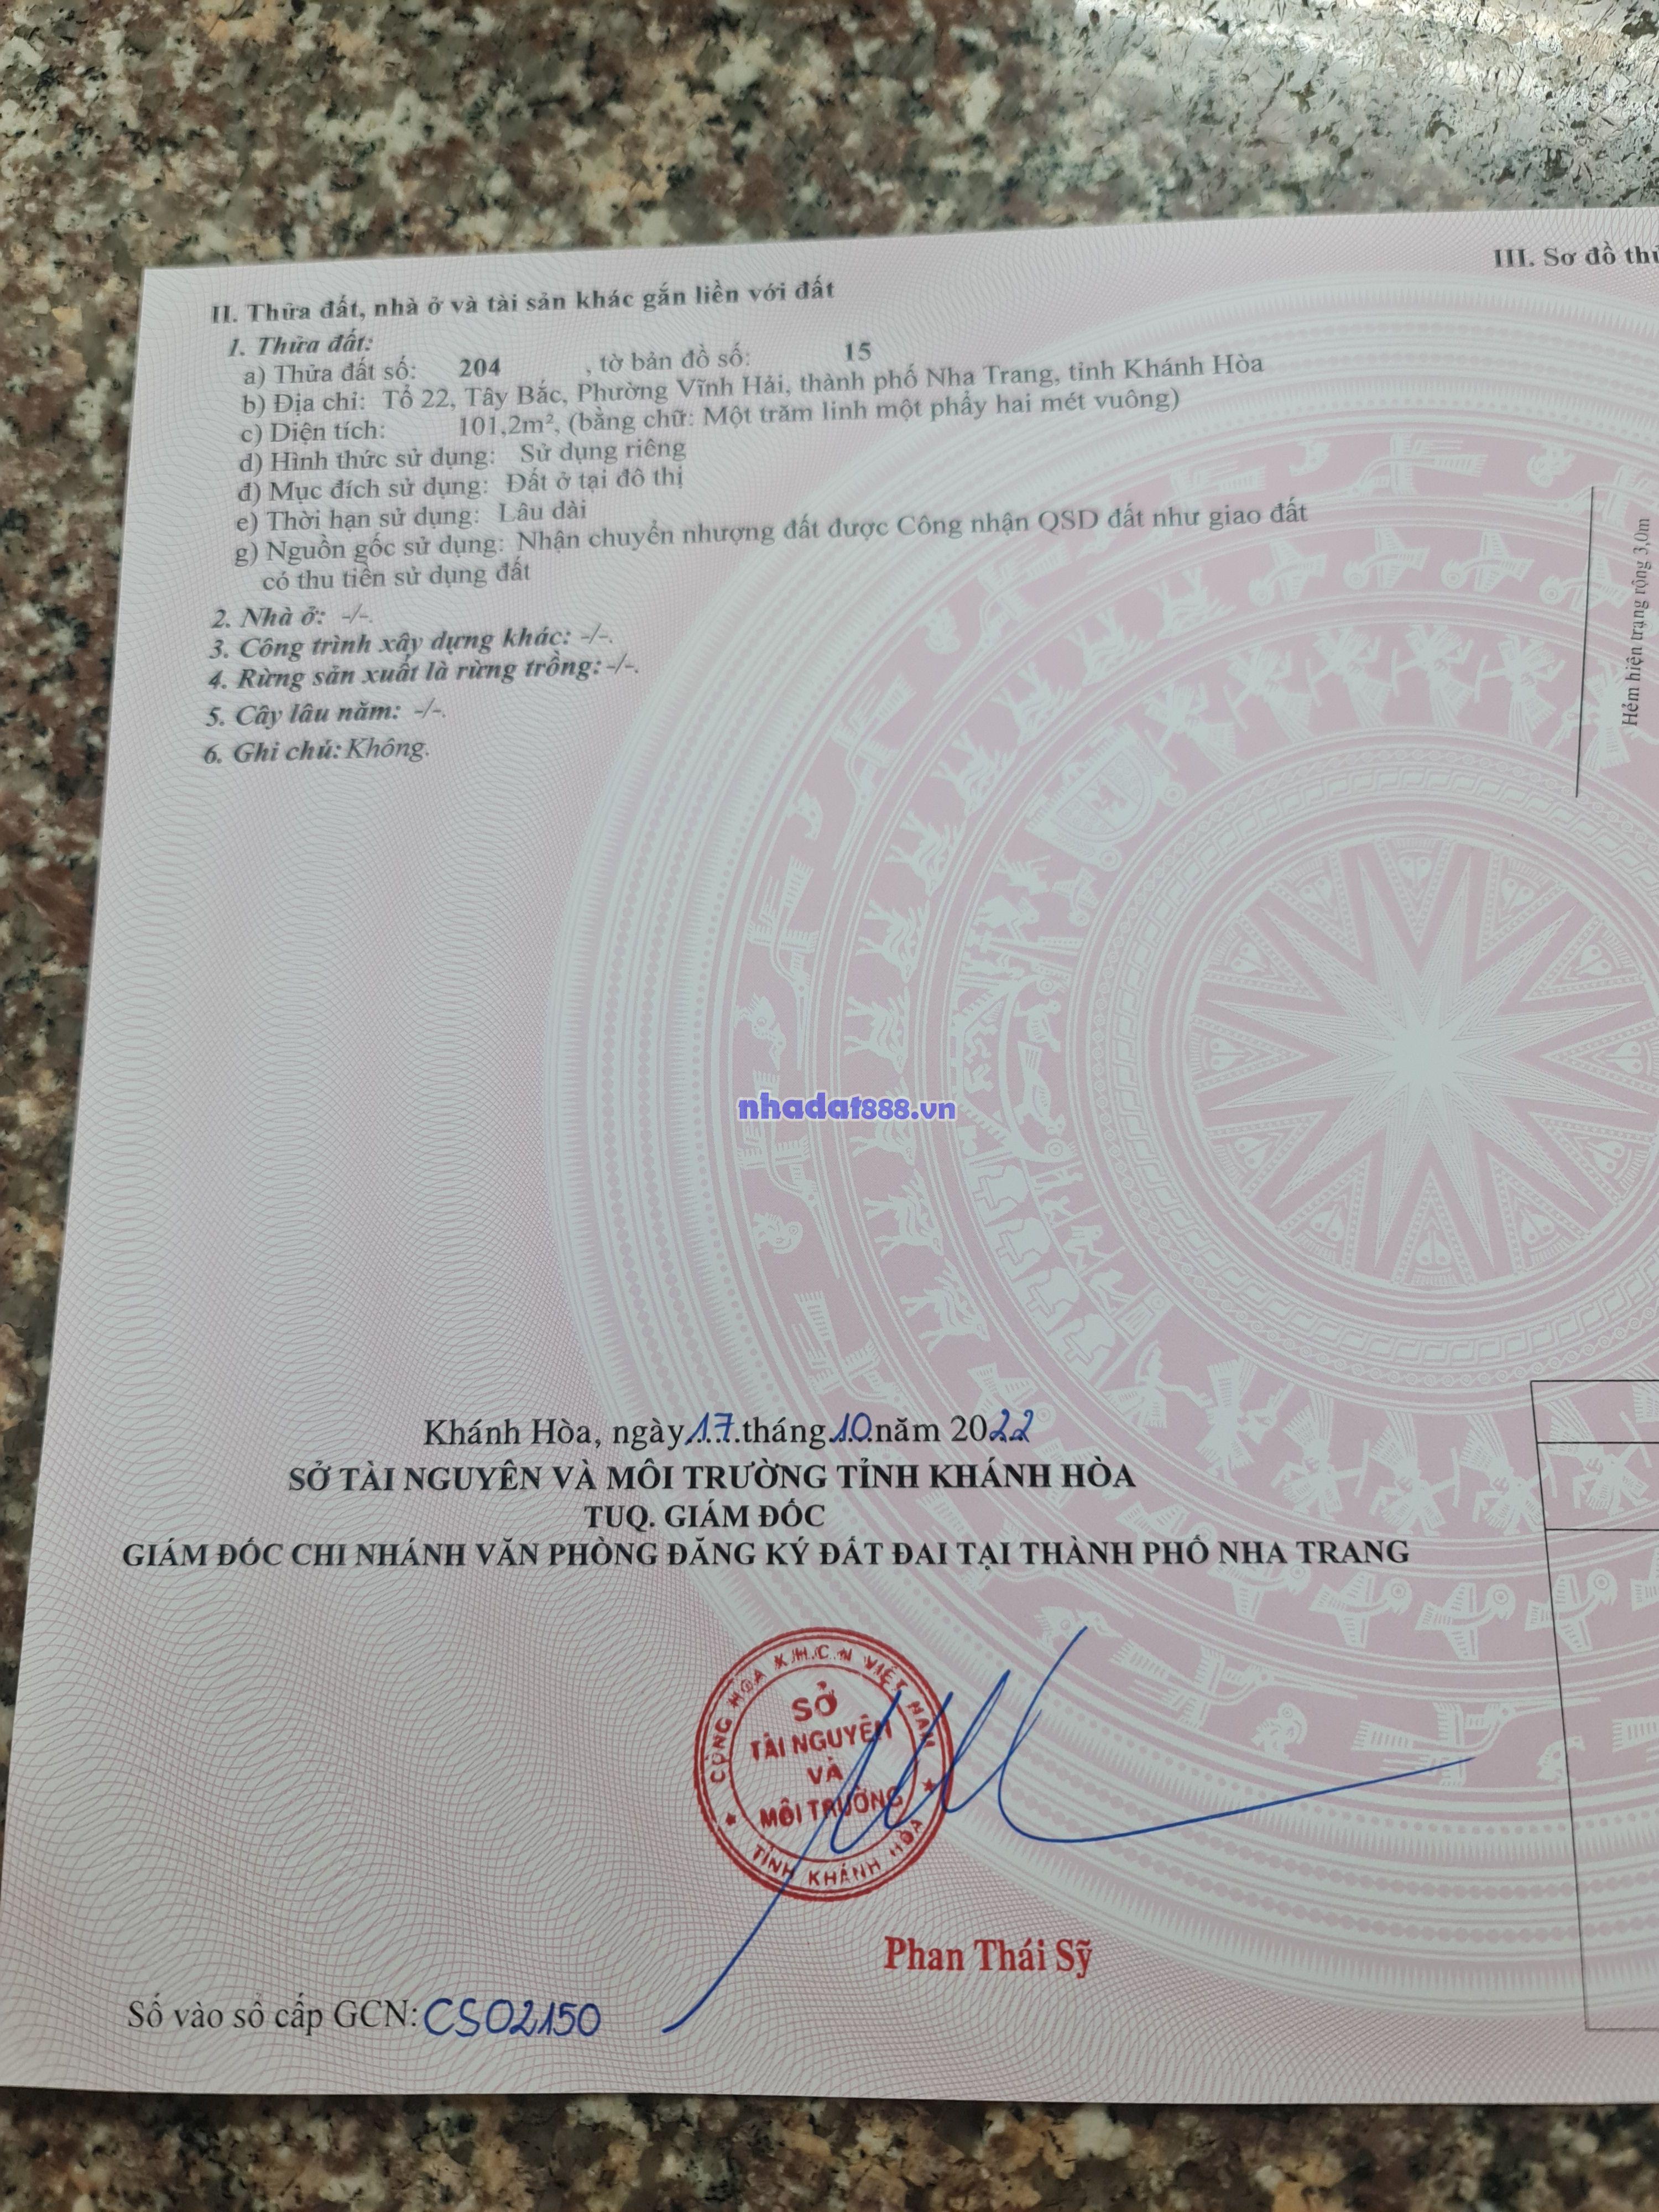 III. Sơ đồ thử
II. Thửa đất, nhà ở và tài sản khác gắn liền với đất
1. Thửa đất:
a) Thửa đất số: 204 , tờ bản đồ số: 15
b) Địa chỉ: Tổ 22, Tây Bắc, Phường Vĩnh Hải, thành phố Nha Trang, tỉnh Khánh Hòa
c) Diện tích: 101,2m², (bằng chữ: Một trăm linh một phẩy hai mét vuông)
d) Hình thức sử dụng: Sử dụng riêng
đ) Mục đích sử dụng: Đất ở tại đô thị
e) Thời hạn sử dụng: Lâu dài
g) Nguồn gốc sử dụng: Nhận chuyển nhượng đất được Công nhận QSD đất như giao đất
có thu tiền sử dụng đất
2. Nhà ở: -/-.
3. Công trình xây dựng khác: -/-.
4. Rừng sản xuất là rừng trồng: -/-.
5. Cây lâu năm: -/-.
6. Ghi chú: Không.
Hẻm hiện trạng rộng 3,0m
nhadat888.vn
Khánh Hòa, ngày 17 tháng 10 năm 2022
SỞ TÀI NGUYÊN VÀ MÔI TRƯỜNG TỈNH KHÁNH HÒA
TUQ. GIÁM ĐỐC
GIÁM ĐỐC CHI NHÁNH VĂN PHÒNG ĐĂNG KÝ ĐẤT ĐAI TẠI THÀNH PHỐ NHA TRANG
CỘNG HÒA X.H.C.N VIỆT NAM
SỞ
TÀI NGUYÊN
VÀ
MÔI TRƯỜNG
TỈNH KHÁNH HÒA
Phan Thái Sỹ
Số vào sổ cấp GCN: CS02150